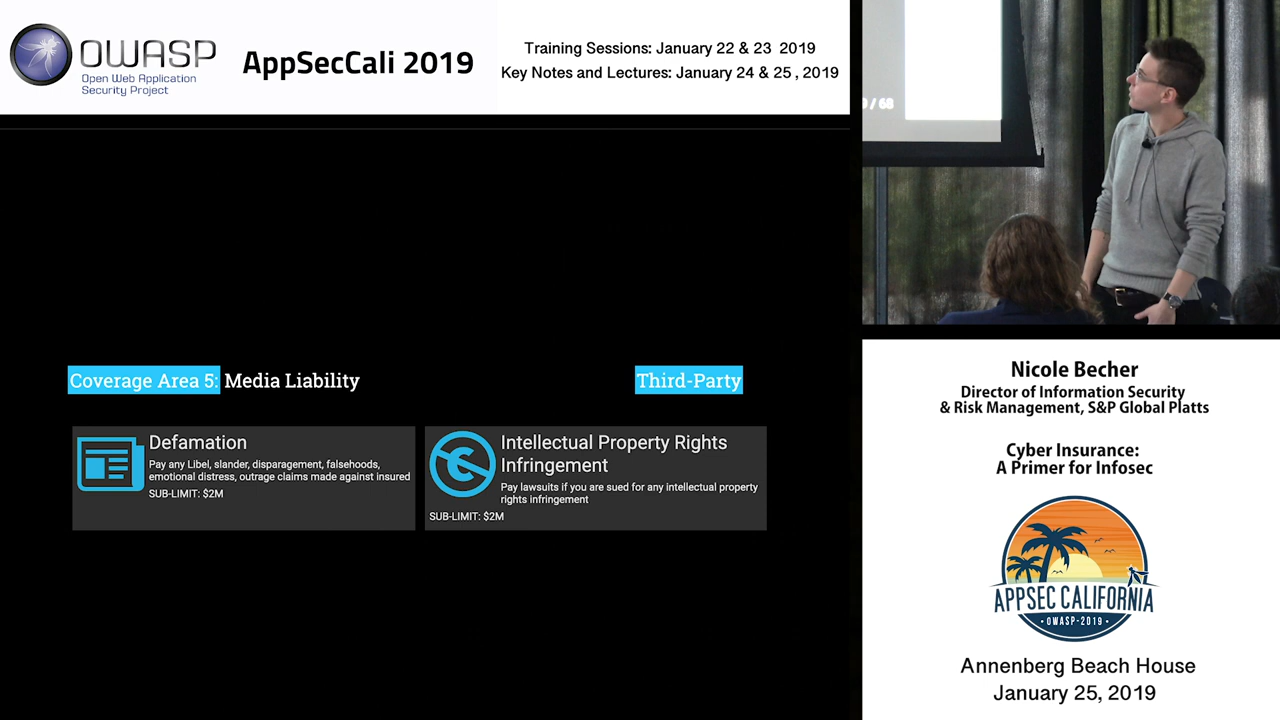 OWASP
Open Web Application
Security Project
AppSecCali 2019
Training Sessions: January 22 & 23 2019
Key Notes and Lectures: January 24 & 25 , 2019
/ 68
Coverage Area 5: Media Liability
Third-Party
Defamation
Pay any Libel, slander, disparagement, falsehoods,
emotional distress, outrage claims made against insured
SUB-LIMIT: $2M
Intellectual Property Rights
Infringement
Pay lawsuits if you are sued for any intellectual property
rights infringement
SUB-LIMIT: $2M
Nicole Becher
Director of Information Security
& Risk Management, S&P Global Platts
Cyber Insurance:
A Primer for Infosec
APPSEC CALIFORNIA
• OWASP-2019 •
Annenberg Beach House
January 25, 2019